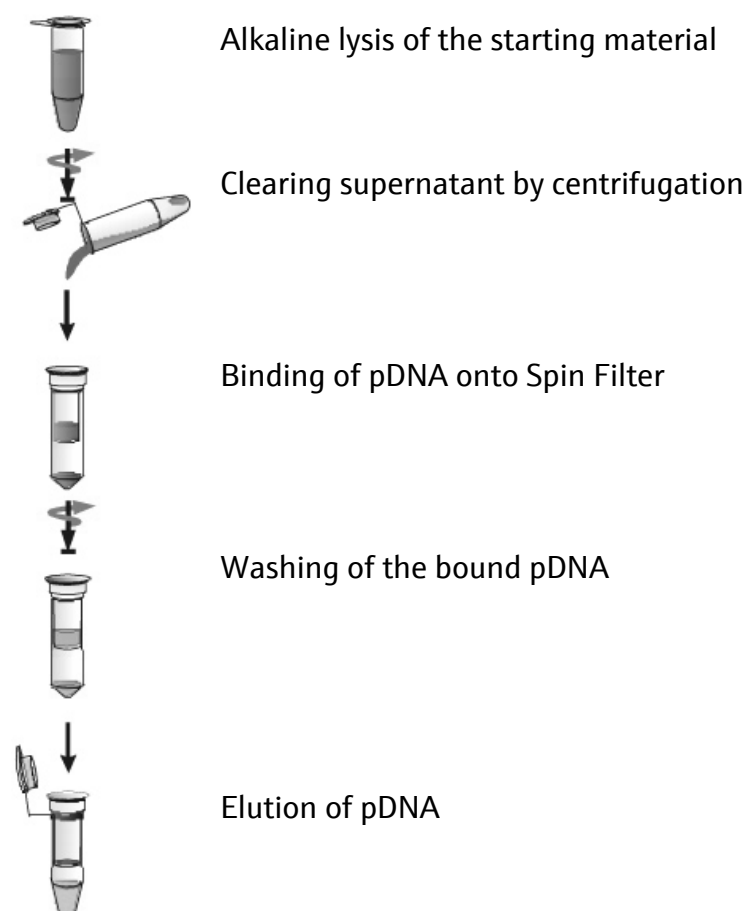 Alkaline lysis of the starting material
Clearing supernatant by centrifugation
Binding of pDNA onto Spin Filter
Washing of the bound pDNA
Elution of pDNA